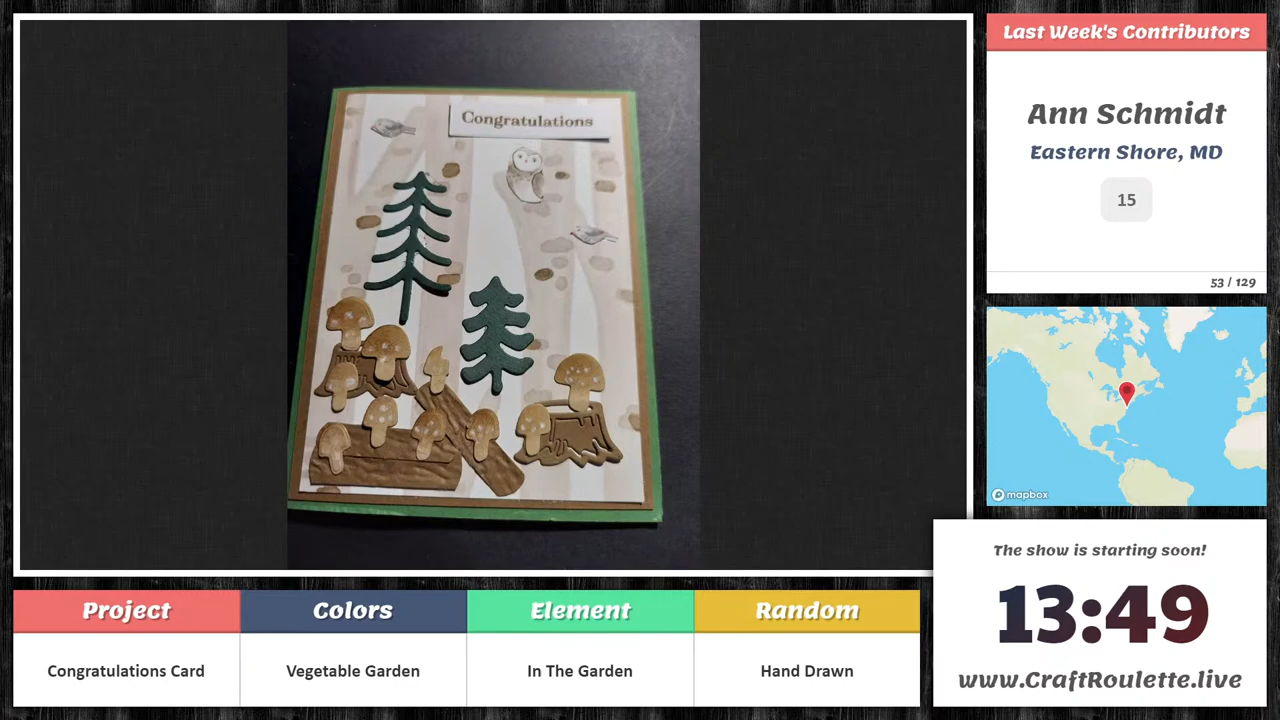 Congratulations
Last Week's Contributors
Ann Schmidt
Eastern Shore, MD
15
53 / 129
mapbox
The show is starting soon!
13:49
www.CraftRoulette.live
Project
Colors
Element
Random
Congratulations Card
Vegetable Garden
In The Garden
Hand Drawn